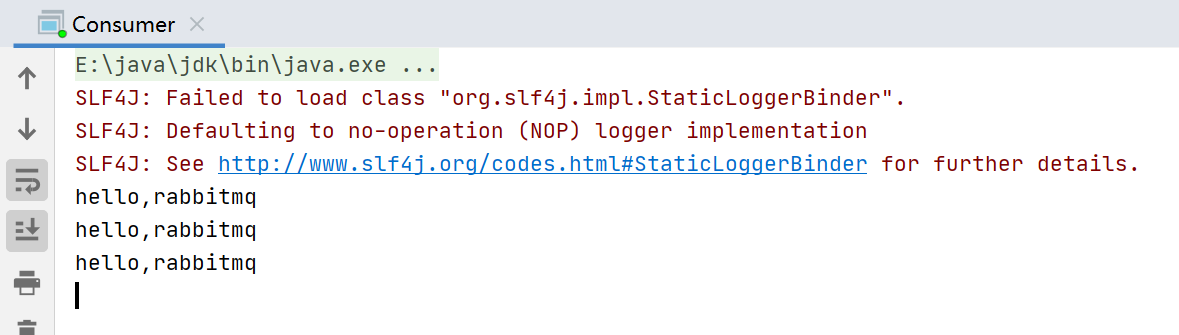 Consumer
E:\java\jdk\bin\java.exe ...
SLF4J: Failed to load class "org.slf4j.impl.StaticLoggerBinder".
SLF4J: Defaulting to no-operation (NOP) logger implementation
SLF4J: See http://www.slf4j.org/codes.html#StaticLoggerBinder for further details.
hello,rabbitmq
hello,rabbitmq
hello,rabbitmq